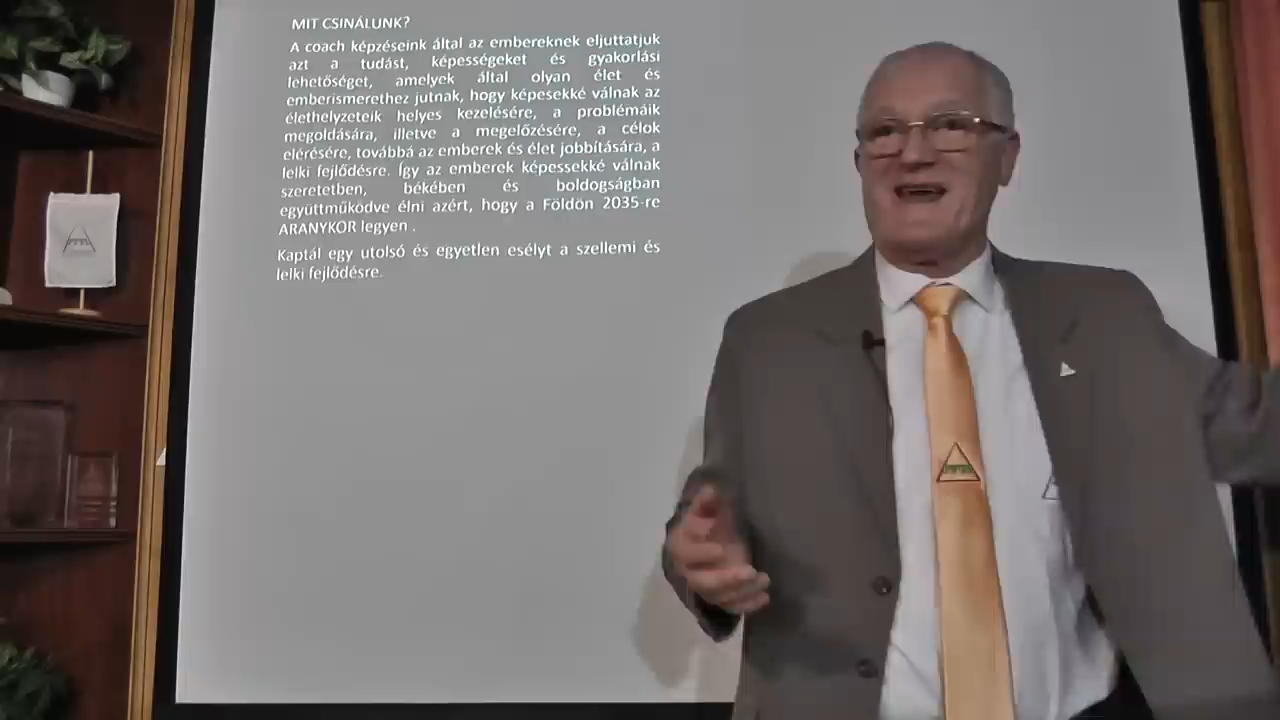 MIT CSINÁLUNK?
A coach képzéseink által az embereknek eljuttatjuk
azt a tudást, képességeket és gyakorlási
lehetőséget, amelyek által olyan élet és
emberismerethez jutnak, hogy képesekké válnak az
élethelyzeteik helyes kezelésére, a problémáik
megoldására, illetve a megelőzésére, a célok
elérésére, továbbá az emberek és élet jobbítására, a
lelki fejlődésre. Így az emberek képessekké válnak
szeretetben, békében és boldogságban
együttműködve élni azért, hogy a Földön 2035-re
ARANYKOR legyen .
Kaptál egy utolsó és egyetlen esélyt a szellemi és
lelki fejlődésre.